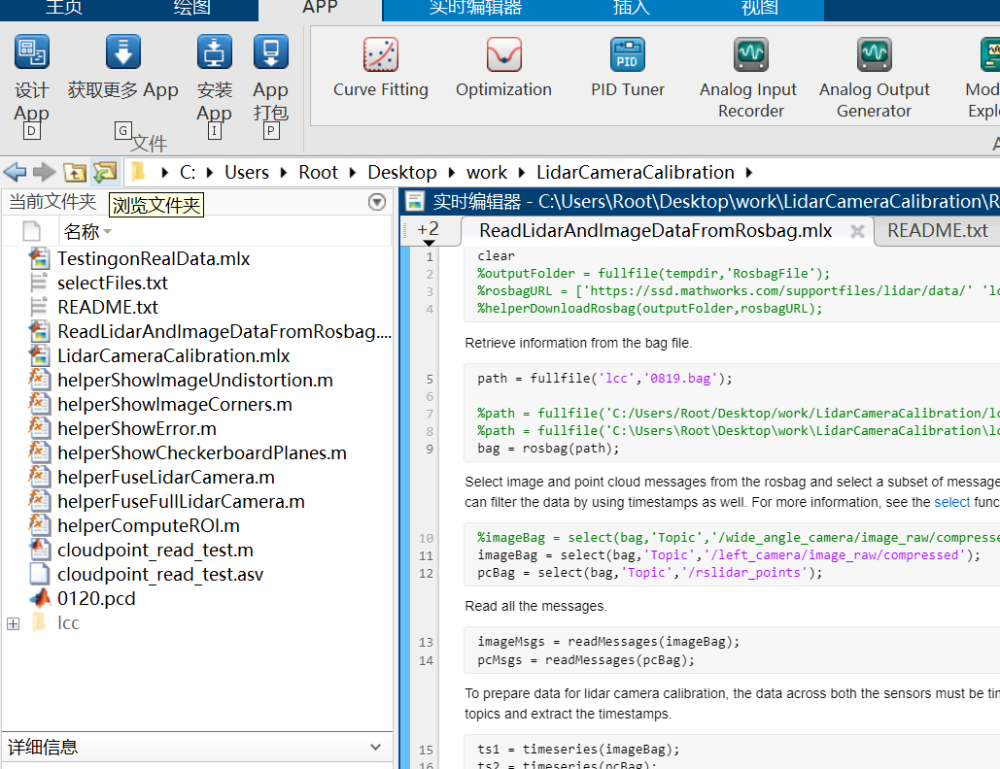 主页 绘图 APP 实时编辑器 插入 视图
设计 App 获取更多 App 安装 App App 打包 Curve Fitting Optimization PID Tuner Analog Input Recorder Analog Output Generator
PID
D G I P
文件
C: Users Root Desktop work LidarCameraCalibration
当前文件夹
浏览文件夹
名称
TestingonRealData.mlx
selectFiles.txt
README.txt
ReadLidarAndImageDataFromRosbag....
LidarCameraCalibration.mlx
helperShowImageUndistortion.m
helperShowImageCorners.m
helperShowError.m
helperShowCheckerboardPlanes.m
helperFuseLidarCamera.m
helperFuseFullLidarCamera.m
helperComputeROI.m
cloudpoint_read_test.m
cloudpoint_read_test.asv
0120.pcd
lcc
详细信息
实时编辑器 - C:\Users\Root\Desktop\work\LidarCameraCalibration\R
+2 ReadLidarAndImageDataFromRosbag.mlx README.txt
1 clear
2 %outputFolder = fullfile(tempdir,'RosbagFile');
3 %rosbagURL = ['https://ssd.mathworks.com/supportfiles/lidar/data/' 'lc
4 %helperDownloadRosbag(outputFolder,rosbagURL);
Retrieve information from the bag file.
5 path = fullfile('lcc','0819.bag');
6
7 %path = fullfile('C:/Users/Root/Desktop/work/LidarCameraCalibration/lc
8 %path = fullfile('C:\Users\Root\Desktop\work\LidarCameraCalibration\lc
9 bag = rosbag(path);
Select image and point cloud messages from the rosbag and select a subset of message
can filter the data by using timestamps as well. For more information, see the select func
10 %imageBag = select(bag,'Topic','/wide_angle_camera/image_raw/compresse
11 imageBag = select(bag,'Topic','/left_camera/image_raw/compressed');
12 pcBag = select(bag,'Topic','/rslidar_points');
Read all the messages.
13 imageMsgs = readMessages(imageBag);
14 pcMsgs = readMessages(pcBag);
To prepare data for lidar camera calibration, the data across both the sensors must be tim
topics and extract the timestamps.
15 ts1 = timeseries(imageBag);
16 ts2 = timeseries(pcBag);